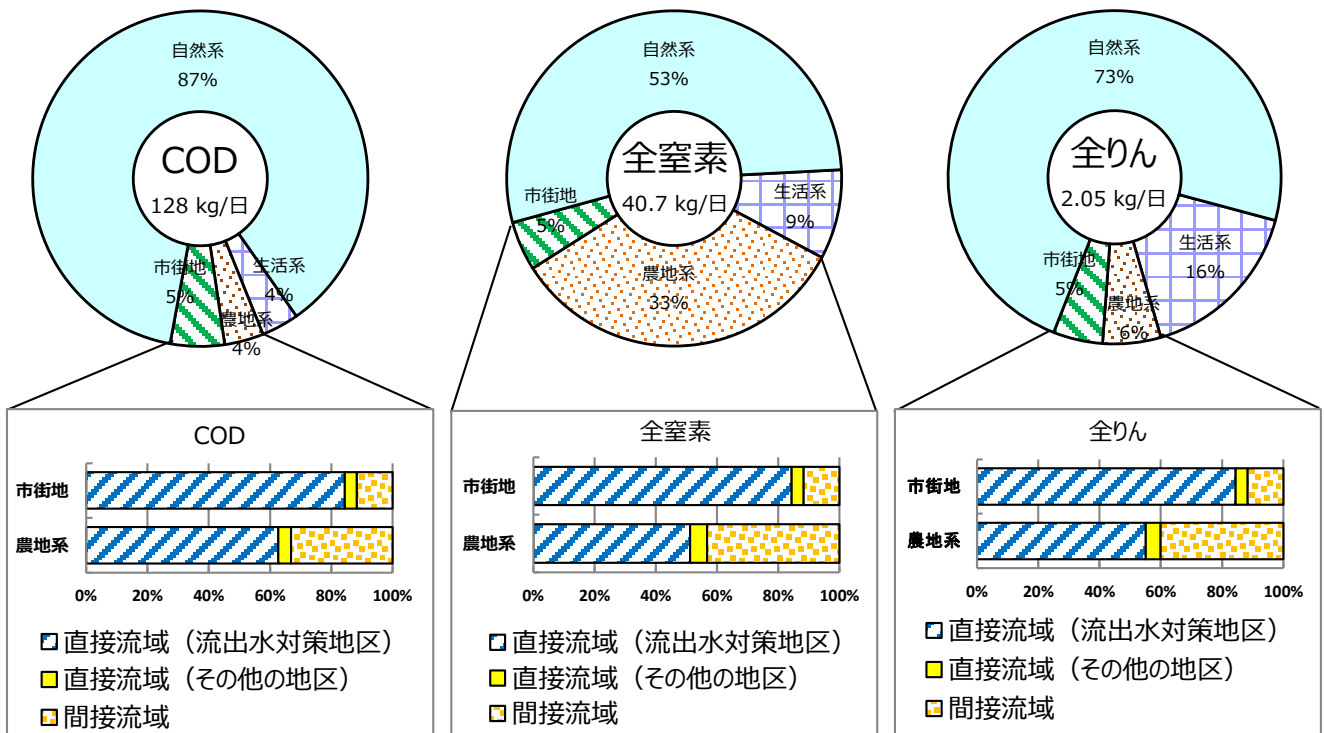 自然系
87%
COD
128 kg/日
市街地
5%
生活系
4%
農地系
4%
自然系
53%
全窒素
40.7 kg/日
市街地
5%
生活系
9%
農地系
33%
自然系
73%
全りん
2.05 kg/日
市街地
5%
生活系
16%
農地系
6%
COD
市街地
農地系
0% 20% 40% 60% 80% 100%
直接流域（流出水対策地区）
直接流域（その他の地区）
間接流域
全窒素
市街地
農地系
0% 20% 40% 60% 80% 100%
直接流域（流出水対策地区）
直接流域（その他の地区）
間接流域
全りん
市街地
農地系
0% 20% 40% 60% 80% 100%
直接流域（流出水対策地区）
直接流域（その他の地区）
間接流域